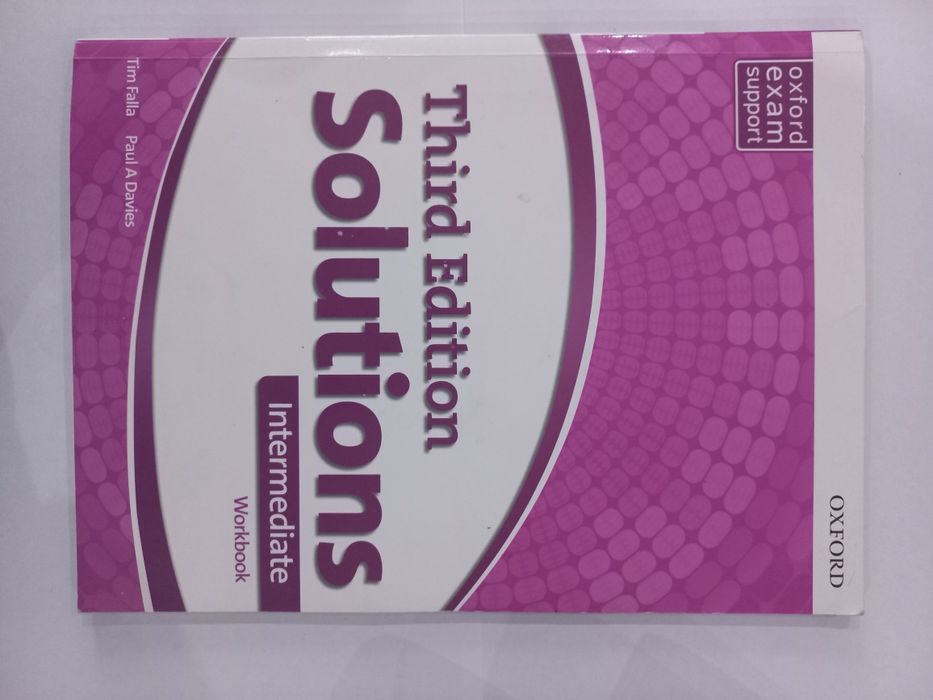 OXFORD
oxford
exam
support
Third Edition
Solutions
Intermediate
Workbook
Tim Falla Paul A Davies